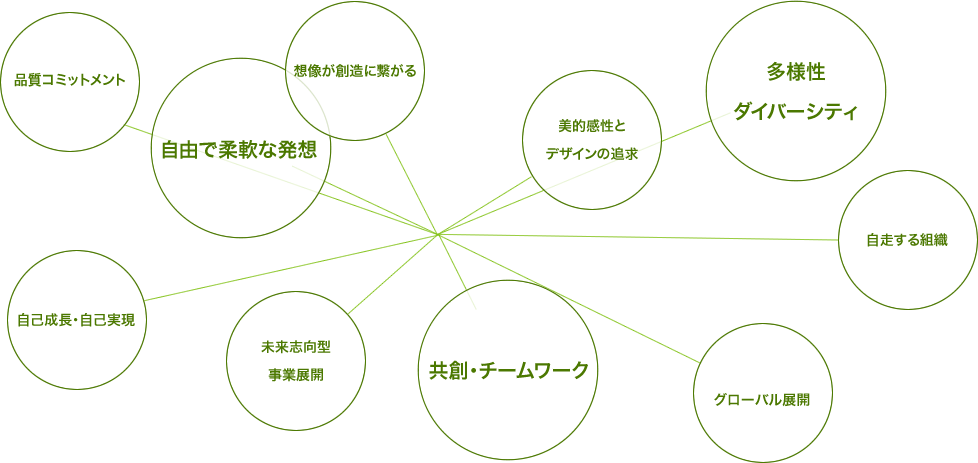 品質コミットメント
想像が創造に繋がる
自由で柔軟な発想
美的感性と
デザインの追求
多様性
ダイバーシティ
自走する組織
自己成長・自己実現
未来志向型
事業展開
共創・チームワーク
グローバル展開